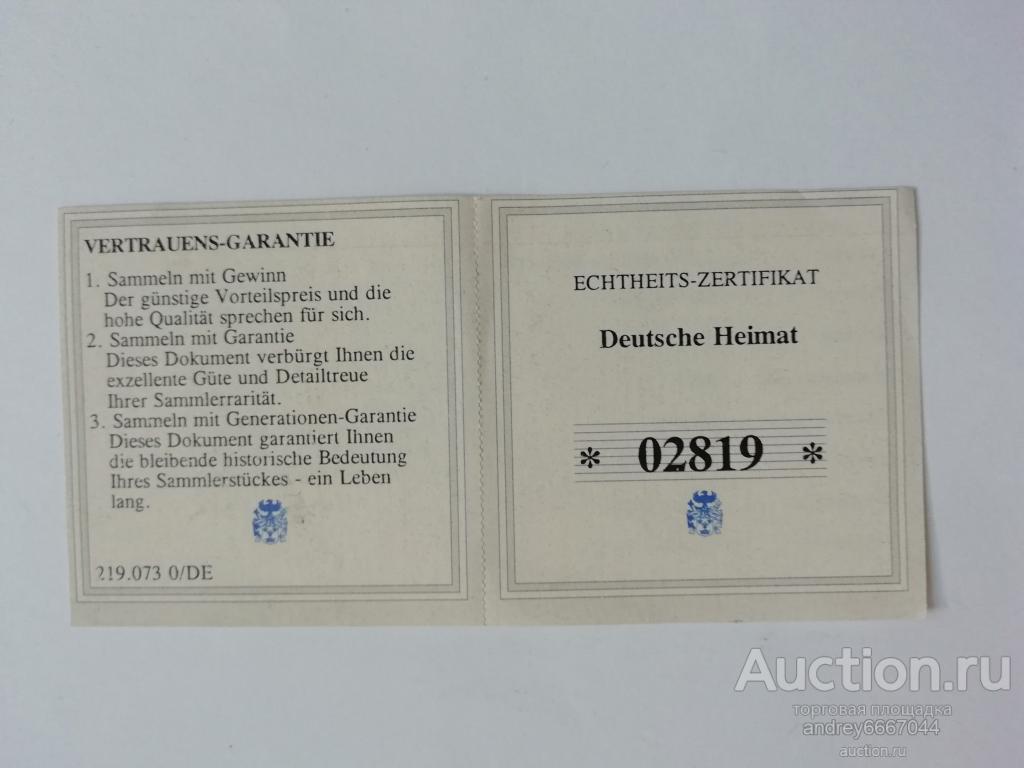 VERTRAUENS-GARANTIE
1. Sammeln mit Gewinn
Der günstige Vorteilspreis und die
hohe Qualität sprechen für sich.
2. Sammeln mit Garantie
Dieses Dokument verbürgt Ihnen die
exzellente Güte und Detailtreue
Ihrer Sammlerrarität.
3. Sammeln mit Generationen-Garantie
Dieses Dokument garantiert Ihnen
die bleibende historische Bedeutung
Ihres Sammlerstückes - ein Leben
lang.
219.073 0/DE
ECHTHEITS-ZERTIFIKAT
Deutsche Heimat
* 02819 *
Auction.ru
торговая площадка
andrey6667044
auction.ru